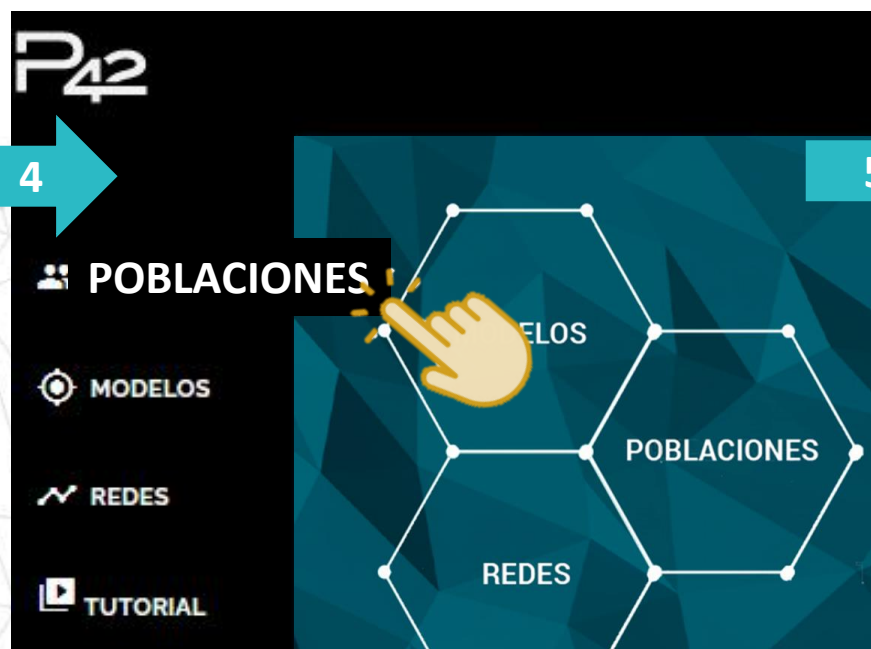 P42
4
5
POBLACIONES
ELOS
MODELOS
POBLACIONES
REDES
REDES
TUTORIAL